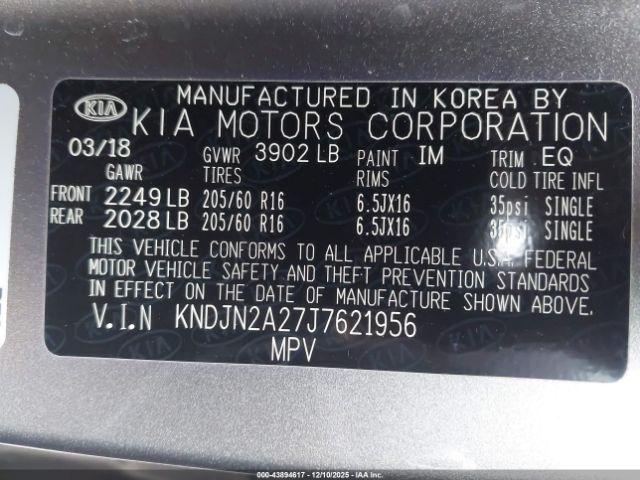 MANUFACTURED IN KOREA BY
KIA KIA MOTORS CORPORATION
03/18 GVWR 3902 LB PAINT IM TRIM EQ
GAWR TIRES RIMS COLD TIRE INFL
FRONT 2249 LB 205/60 R16 6.5JX16 35psi SINGLE
REAR 2028 LB 205/60 R16 6.5JX16 35psi SINGLE
THIS VEHICLE CONFORMS TO ALL APPLICABLE U.S.A. FEDERAL
MOTOR VEHICLE SAFETY AND THEFT PREVENTION STANDARDS
IN EFFECT ON THE DATE OF MANUFACTURE SHOWN ABOVE.
V.I.N KNDJN2A27J7621956
MPV
000-43894617 - 12/10/2025 - IAA Inc.